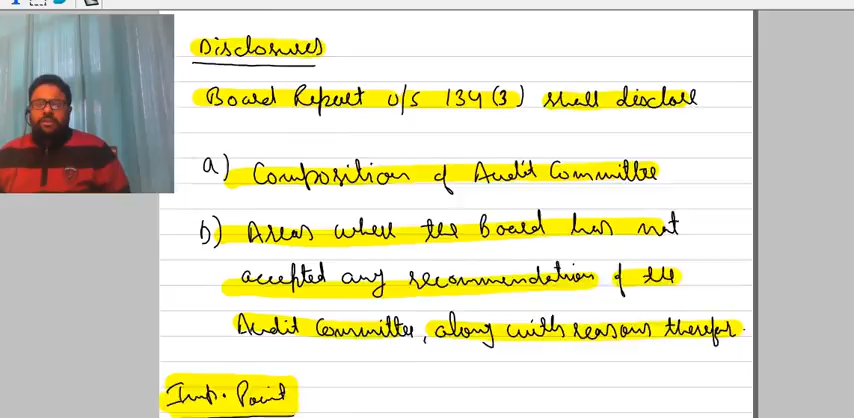 Disclosures
Board Report u/s 134(3) shall disclose
a) Composition of Audit Committee
b) Areas where the Board has not
accepted any recommendation of the
Audit Committee, along with reasons therefor.
Imp. Point